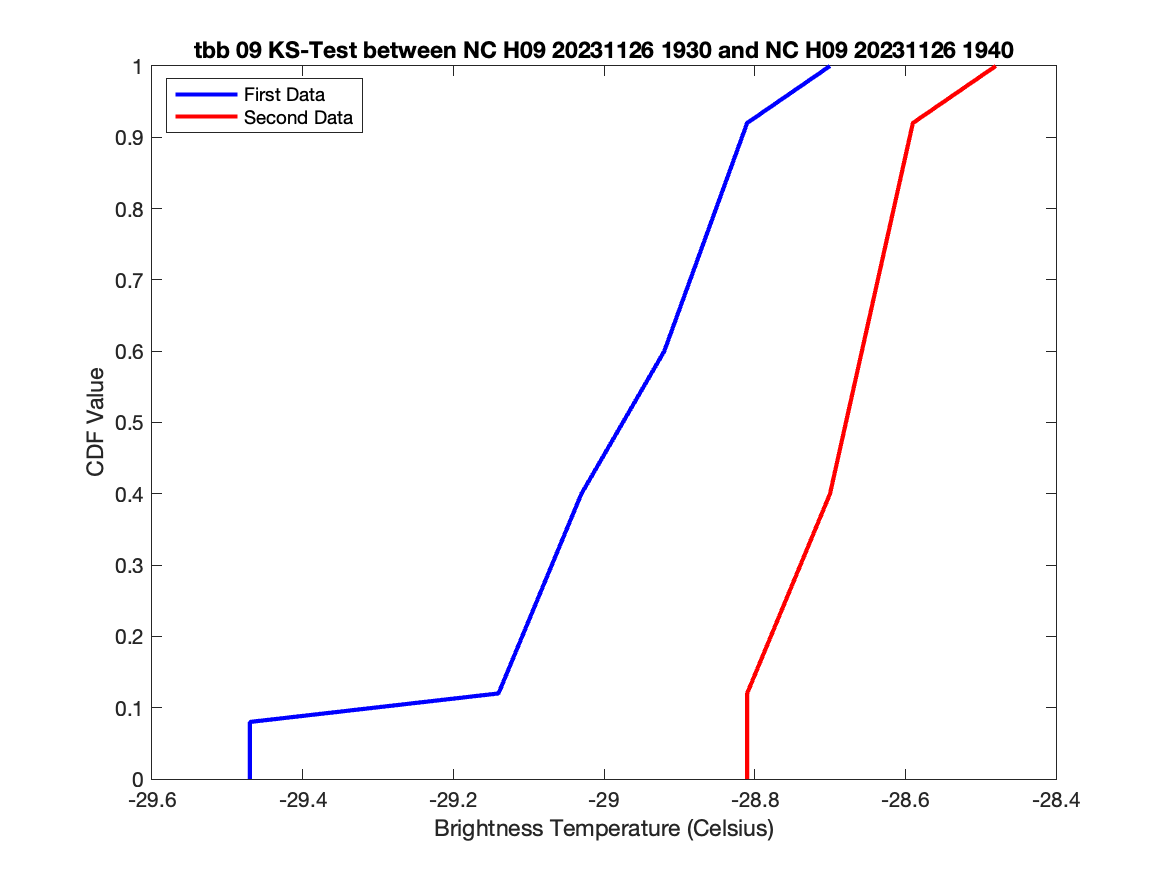 tbb 09 KS-Test between NC H09 20231126 1930 and NC H09 20231126 1940
First Data
Second Data
1
0.9
0.8
0.7
0.6
0.5
0.4
0.3
0.2
0.1
0
CDF Value
-29.6 -29.4 -29.2 -29 -28.8 -28.6 -28.4
Brightness Temperature (Celsius)